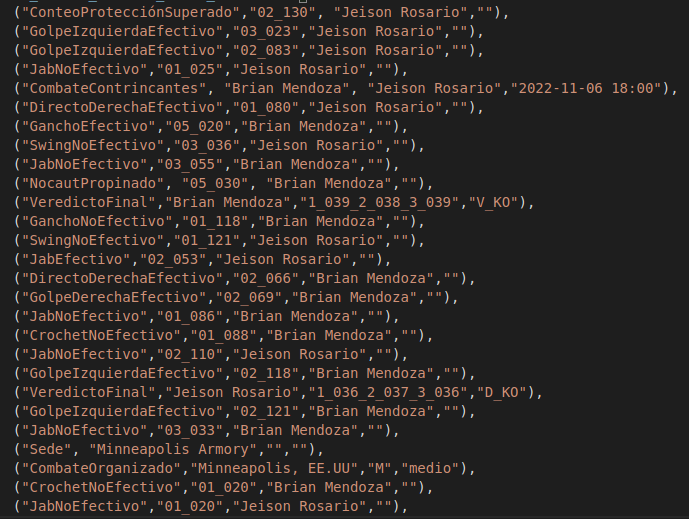 ("ConteoProtecciónSuperado","02_130", "Jeison Rosario",""),
("GolpeIzquierdaEfectivo","03_023","Jeison Rosario",""),
("GolpeIzquierdaEfectivo","02_083","Jeison Rosario",""),
("JabNoEfectivo","01_025","Jeison Rosario",""),
("CombateContrincantes", "Brian Mendoza", "Jeison Rosario","2022-11-06 18:00"),
("DirectoDerechaEfectivo","01_080","Jeison Rosario",""),
("GanchoEfectivo","05_020","Brian Mendoza",""),
("SwingNoEfectivo","03_036","Jeison Rosario",""),
("JabNoEfectivo","03_055","Brian Mendoza",""),
("NocautPropinado", "05_030", "Brian Mendoza",""),
("VeredictoFinal","Brian Mendoza","1_039_2_038_3_039","V_KO"),
("GanchoNoEfectivo","01_118","Brian Mendoza",""),
("SwingNoEfectivo","01_121","Jeison Rosario",""),
("JabEfectivo","02_053","Jeison Rosario",""),
("DirectoDerechaEfectivo","02_066","Brian Mendoza",""),
("GolpeDerechaEfectivo","02_069","Brian Mendoza",""),
("JabNoEfectivo","01_086","Brian Mendoza",""),
("CrochetNoEfectivo","01_088","Brian Mendoza",""),
("JabNoEfectivo","02_110","Jeison Rosario",""),
("GolpeIzquierdaEfectivo","02_118","Brian Mendoza",""),
("VeredictoFinal","Jeison Rosario","1_036_2_037_3_036","D_KO"),
("GolpeIzquierdaEfectivo","02_121","Brian Mendoza",""),
("JabNoEfectivo","03_033","Brian Mendoza",""),
("Sede", "Minneapolis Armory","",""),
("CombateOrganizado","Minneapolis, EE.UU","M","medio"),
("CrochetNoEfectivo","01_020","Brian Mendoza",""),
("JabNoEfectivo","01_020","Jeison Rosario",""),